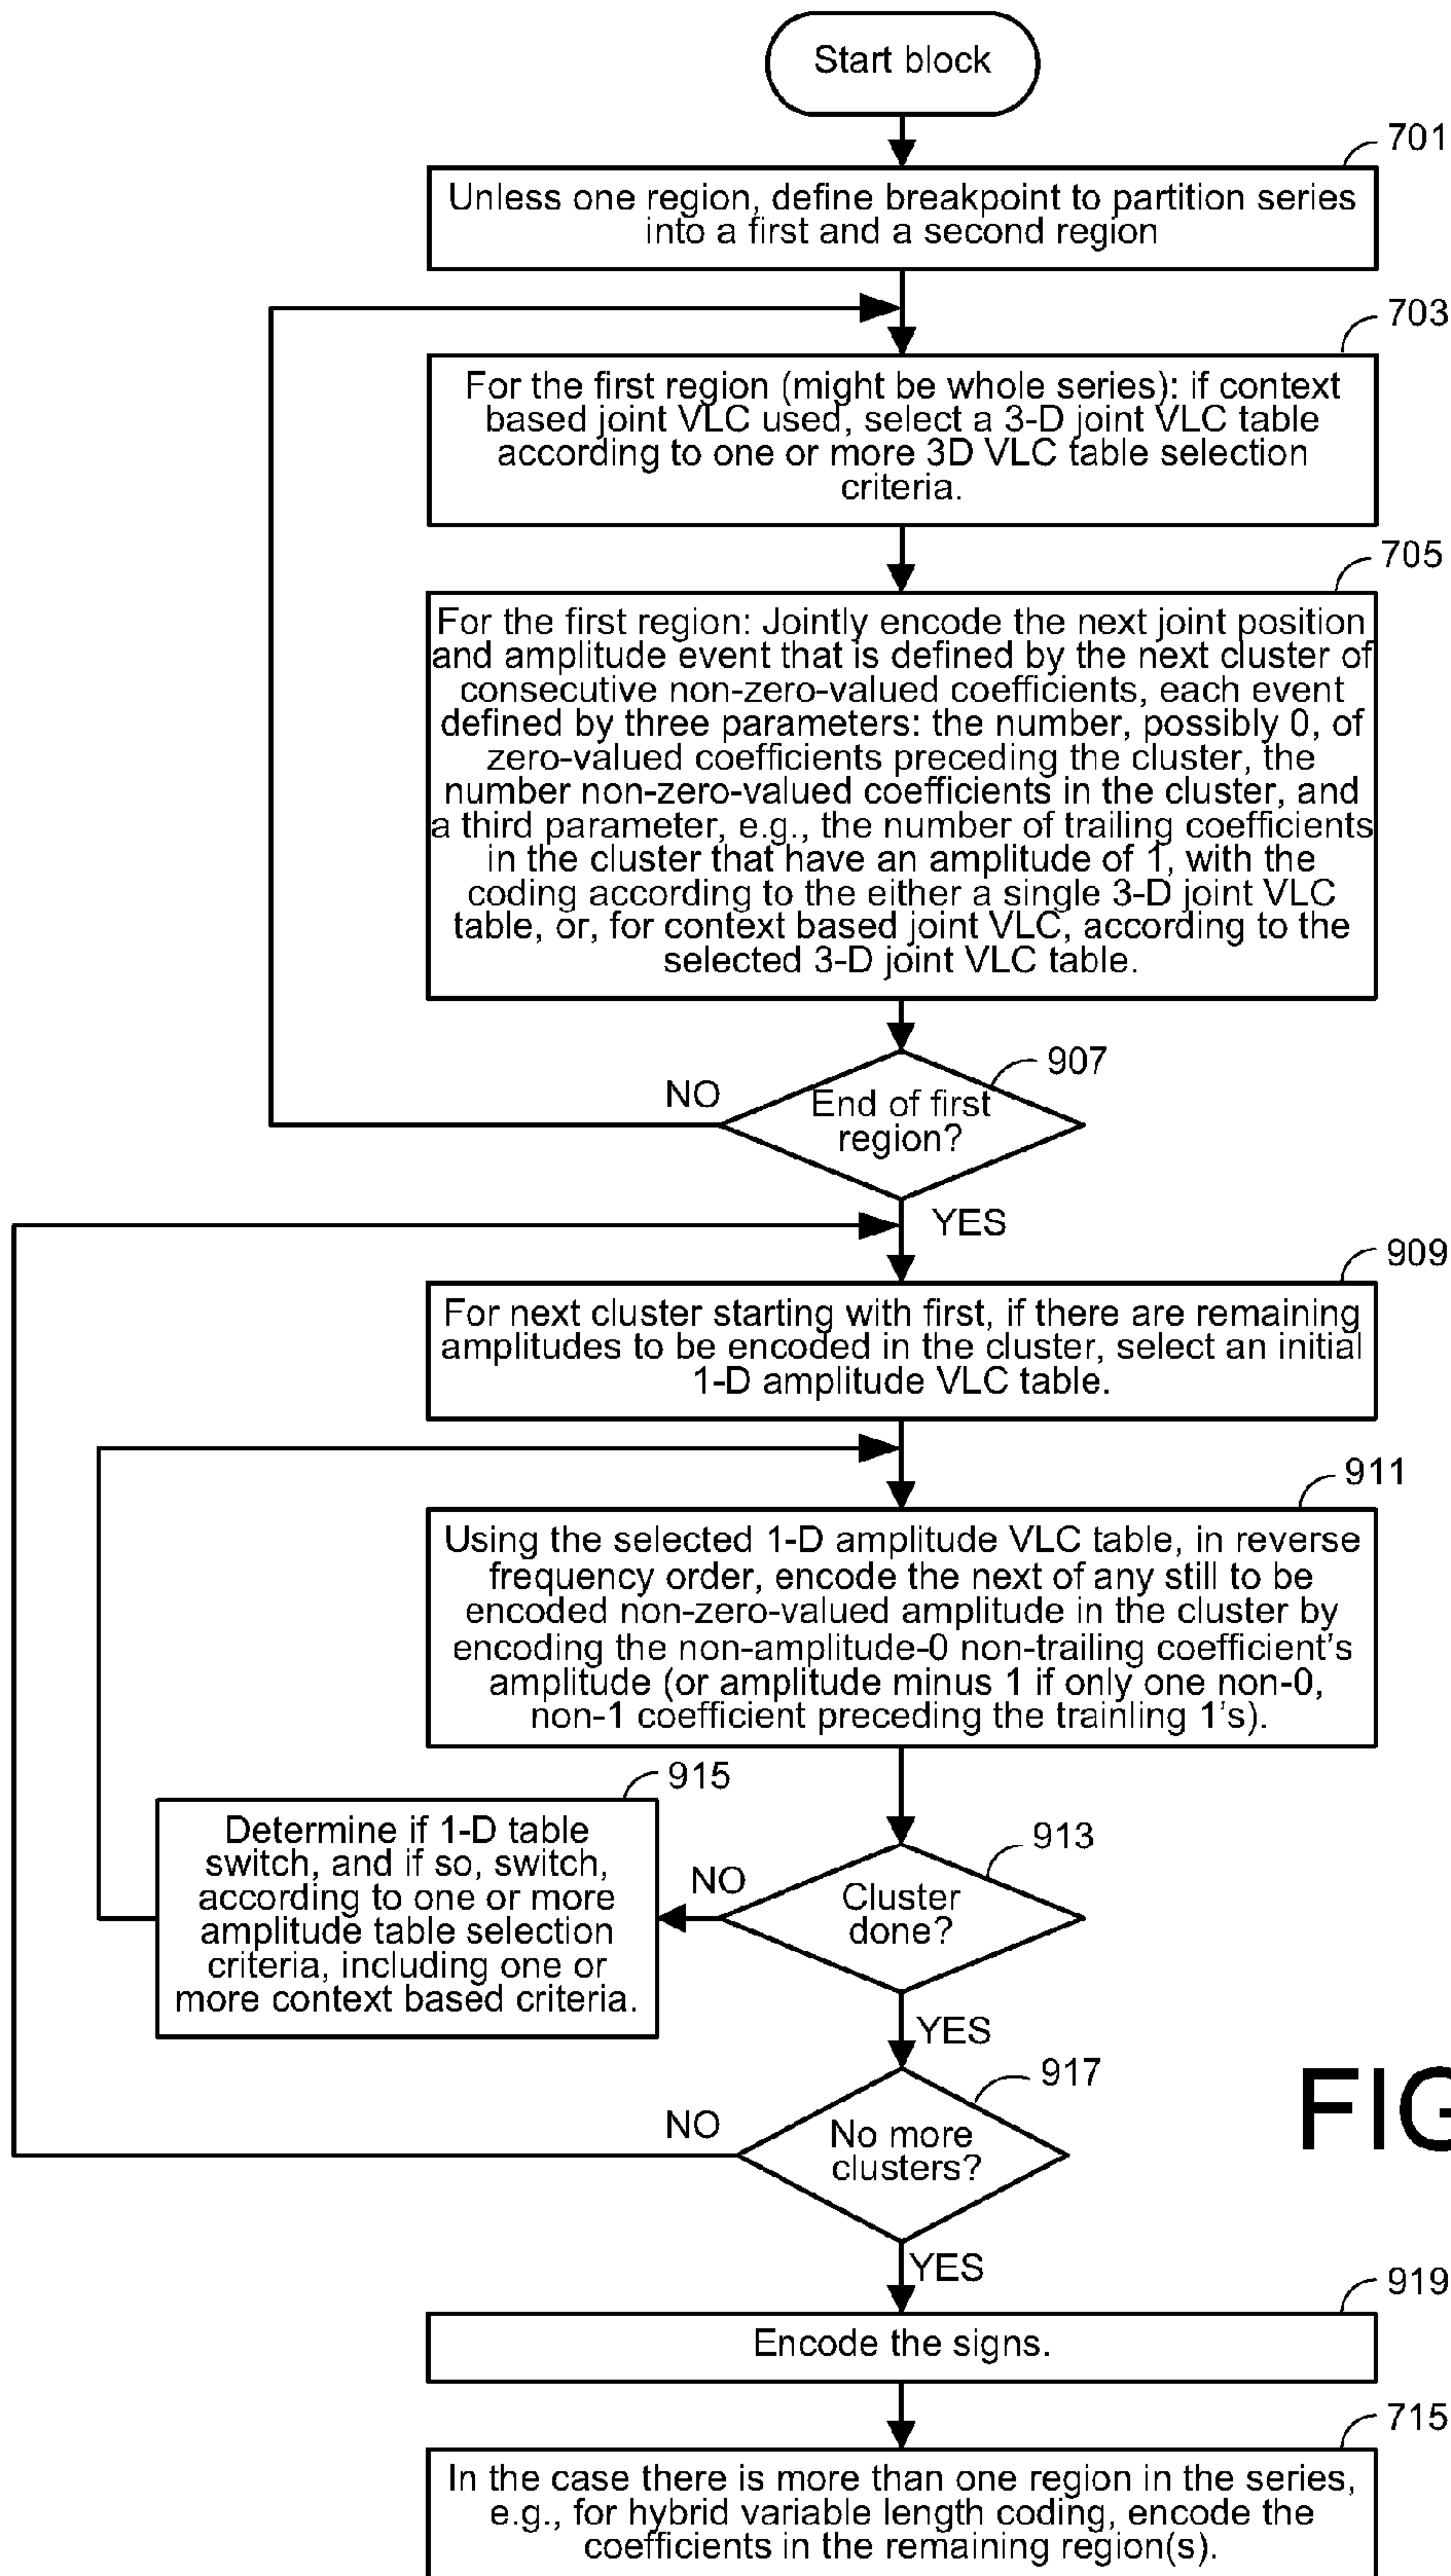 Start block
701
Unless one region, define breakpoint to partition series
into a first and a second region
703
For the first region (might be whole series): if context
based joint VLC used, select a 3-D joint VLC table
according to one or more 3D VLC table selection
criteria.
705
For the first region: Jointly encode the next joint position
and amplitude event that is defined by the next cluster of
consecutive non-zero-valued coefficients, each event
defined by three parameters: the number, possibly 0, of
zero-valued coefficients preceding the cluster, the
number non-zero-valued coefficients in the cluster, and
a third parameter, e.g., the number of trailing coefficients
in the cluster that have an amplitude of 1, with the
coding according to the either a single 3-D joint VLC
table, or, for context based joint VLC, according to the
selected 3-D joint VLC table.
907
NO
End of first
region?
YES
909
For next cluster starting with first, if there are remaining
amplitudes to be encoded in the cluster, select an initial
1-D amplitude VLC table.
911
Using the selected 1-D amplitude VLC table, in reverse
frequency order, encode the next of any still to be
encoded non-zero-valued amplitude in the cluster by
encoding the non-amplitude-0 non-trailing coefficient's
amplitude (or amplitude minus 1 if only one non-0,
non-1 coefficient preceding the trainling 1's).
915
Determine if 1-D table
switch, and if so, switch,
according to one or more
amplitude table selection
criteria, including one or
more context based criteria.
913
NO
Cluster
done?
YES
917
NO
No more
clusters?
FIG
YES
919
Encode the signs.
715
In the case there is more than one region in the series,
e.g., for hybrid variable length coding, encode the
coefficients in the remaining region(s).